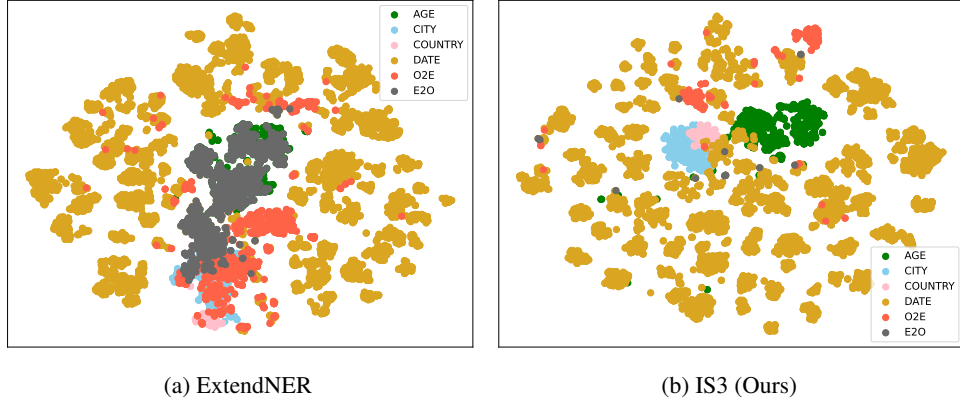 AGE
CITY
COUNTRY
DATE
O2E
E2O
AGE
CITY
COUNTRY
DATE
O2E
E2O
(a) ExtendNER
(b) IS3 (Ours)